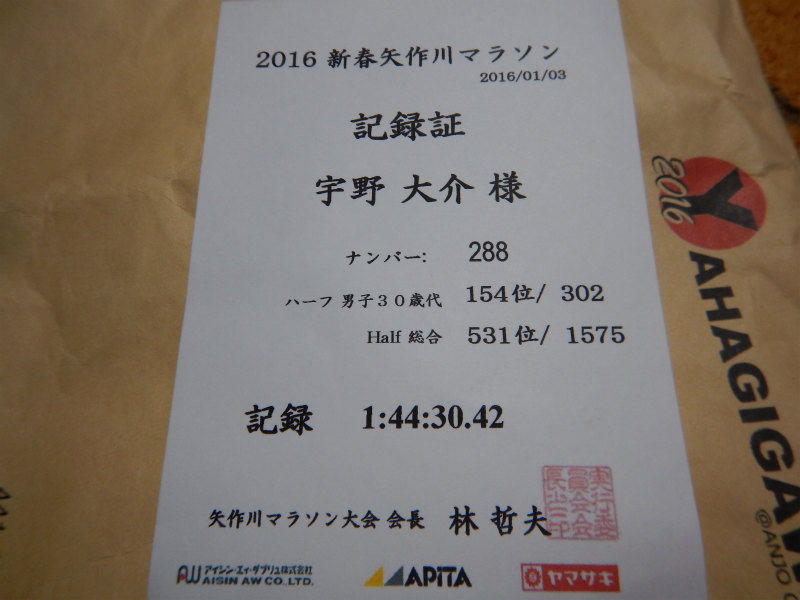 2016 新春矢作川マラソン
2016/01/03
記録証
宇野 大介 様
ナンバー: 288
ハーフ 男子３０歳代 154位/ 302
Half 総合 531位/ 1575
記録 1:44:30.42
矢作川マラソン大会 会長 林 哲夫
アイシン・エィ・ダブリュ株式会社
AISIN AW CO.,LTD.
APITA
ヤマサキ
2016
YAHAGIGAW
@ANJO C